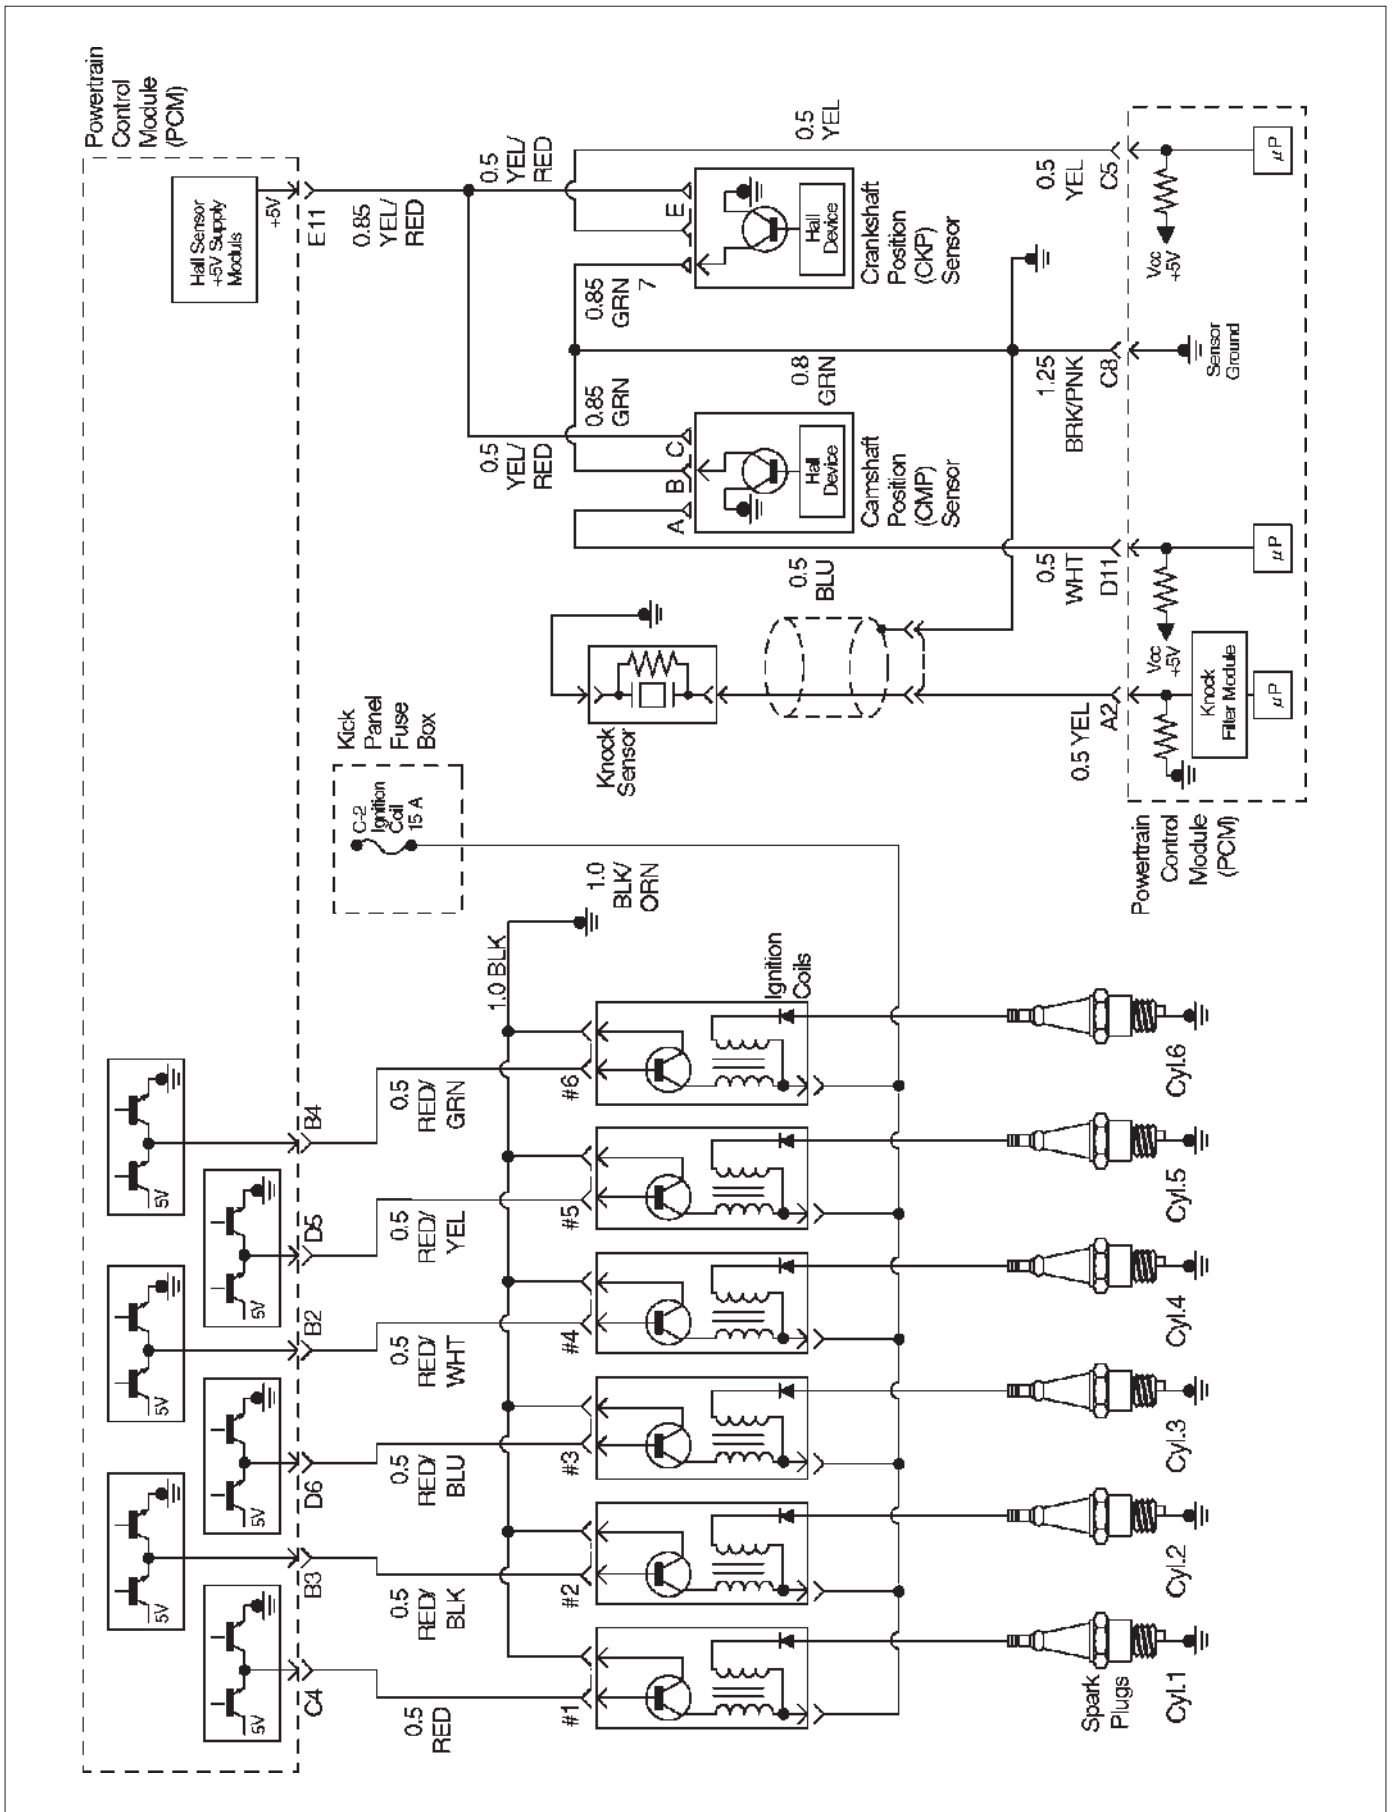 Powertrain
Control
Module
(PCM)
Hall Sensor
+5V Supply
Moduls
+5V
E11
0.85
YEL/
RED
0.5
YEL/
RED
0.5
YEL
0.5
YEL/
RED
0.85
GRN
0.85
GRN
7
E
A
B
C
Hall
Device
Camshaft
Position
(CMP)
Sensor
Hall
Device
Crankshaft
Position
(CKP)
Sensor
0.8
GRN
0.5
BLU
0.5 YEL
A2
0.5
WHT
D11
1.25
BRK/PNK
C8
0.5
YEL
C5
Vcc
+5V
Vcc
+5V
Sensor
Ground
Knock
Filter Module
µP
µP
µP
Powertrain
Control
Module
(PCM)
Knock
Sensor
Kick
Panel
Fuse
Box
C-2
Ignition
Coil
15 A
1.0 BLK
1.0
BLK/
ORN
5V
5V
5V
5V
5V
5V
C4
B3
D6
B2
D5
B4
0.5
RED
0.5
RED/
BLK
0.5
RED/
BLU
0.5
RED/
WHT
0.5
RED/
YEL
0.5
RED/
GRN
#1
#2
#3
#4
#5
#6
Ignition
Coils
Spark
Plugs
Cyl.1
Cyl.2
Cyl.3
Cyl.4
Cyl.5
Cyl.6